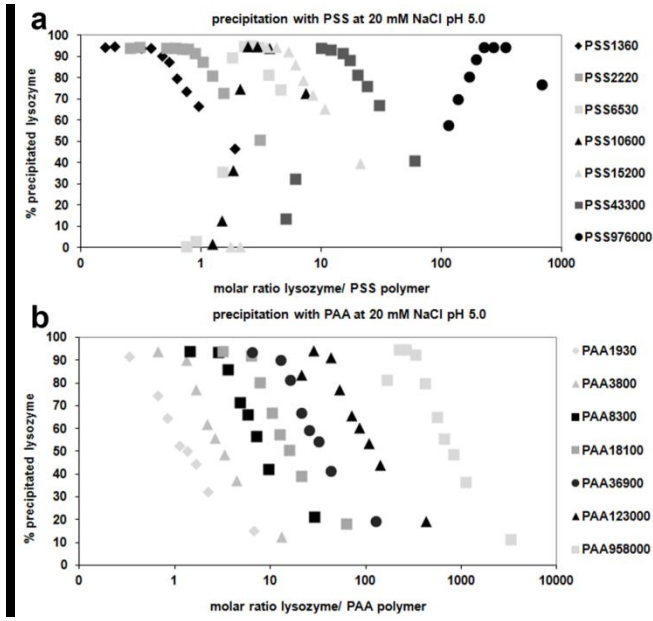 a
precipitation with PSS at 20 mM NaCl pH 5.0
% precipitated lysozyme
100
90
80
70
60
50
40
30
20
10
0
0 1 10 100 1000
molar ratio lysozyme/ PSS polymer
PSS1360
PSS2220
PSS6530
PSS10600
PSS15200
PSS43300
PSS976000
b
precipitation with PAA at 20 mM NaCl pH 5.0
% precipitated lysozyme
100
90
80
70
60
50
40
30
20
10
0
0 1 10 100 1000 10000
molar ratio lysozyme/ PAA polymer
PAA1930
PAA3800
PAA8300
PAA18100
PAA36900
PAA123000
PAA958000